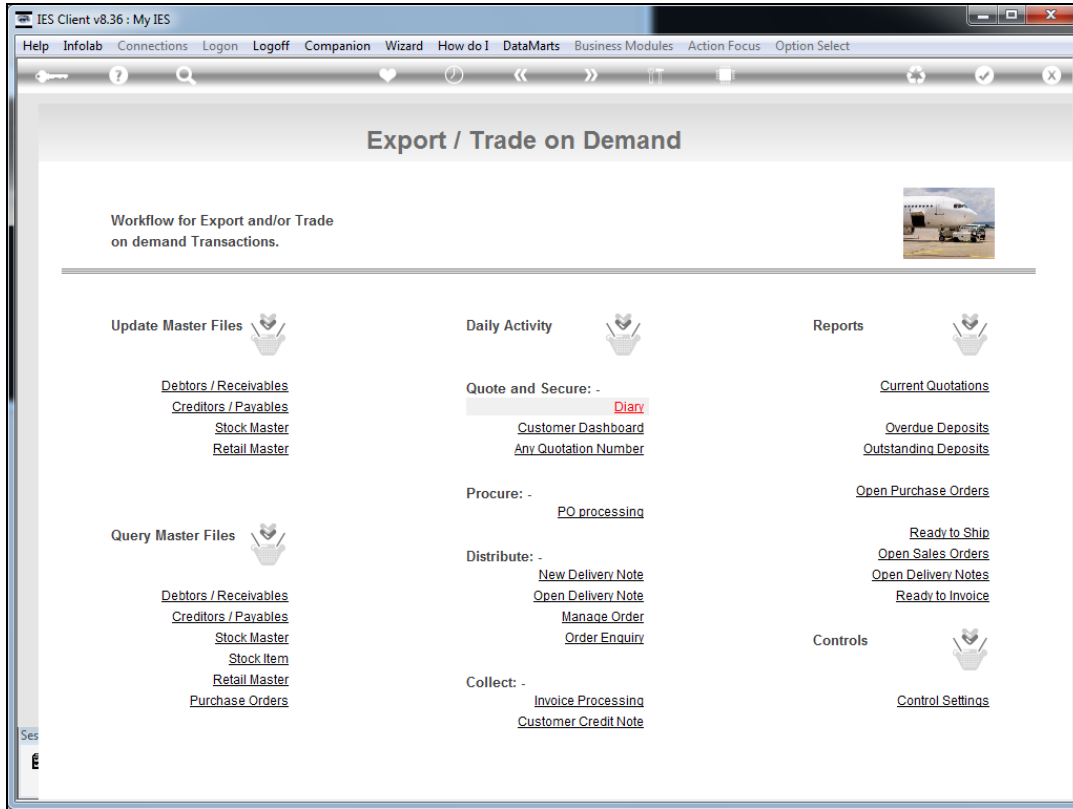 IES Client v8.36 : My IES
Help Infolab Connections Logon Logoff Companion Wizard How do I DataMarts Business Modules Action Focus Option Select
Export / Trade on Demand
Workflow for Export and/or Trade
on demand Transactions.
Update Master Files
Debtors / Receivables
Creditors / Payables
Stock Master
Retail Master
Query Master Files
Debtors / Receivables
Creditors / Payables
Stock Master
Stock Item
Retail Master
Purchase Orders
Daily Activity
Quote and Secure: -
Diary
Customer Dashboard
Any Quotation Number
Procure: -
PO processing
Distribute: -
New Delivery Note
Open Delivery Note
Manage Order
Order Enquiry
Collect: -
Invoice Processing
Customer Credit Note
Reports
Current Quotations
Overdue Deposits
Outstanding Deposits
Open Purchase Orders
Ready to Ship
Open Sales Orders
Open Delivery Notes
Ready to Invoice
Controls
Control Settings
Ses